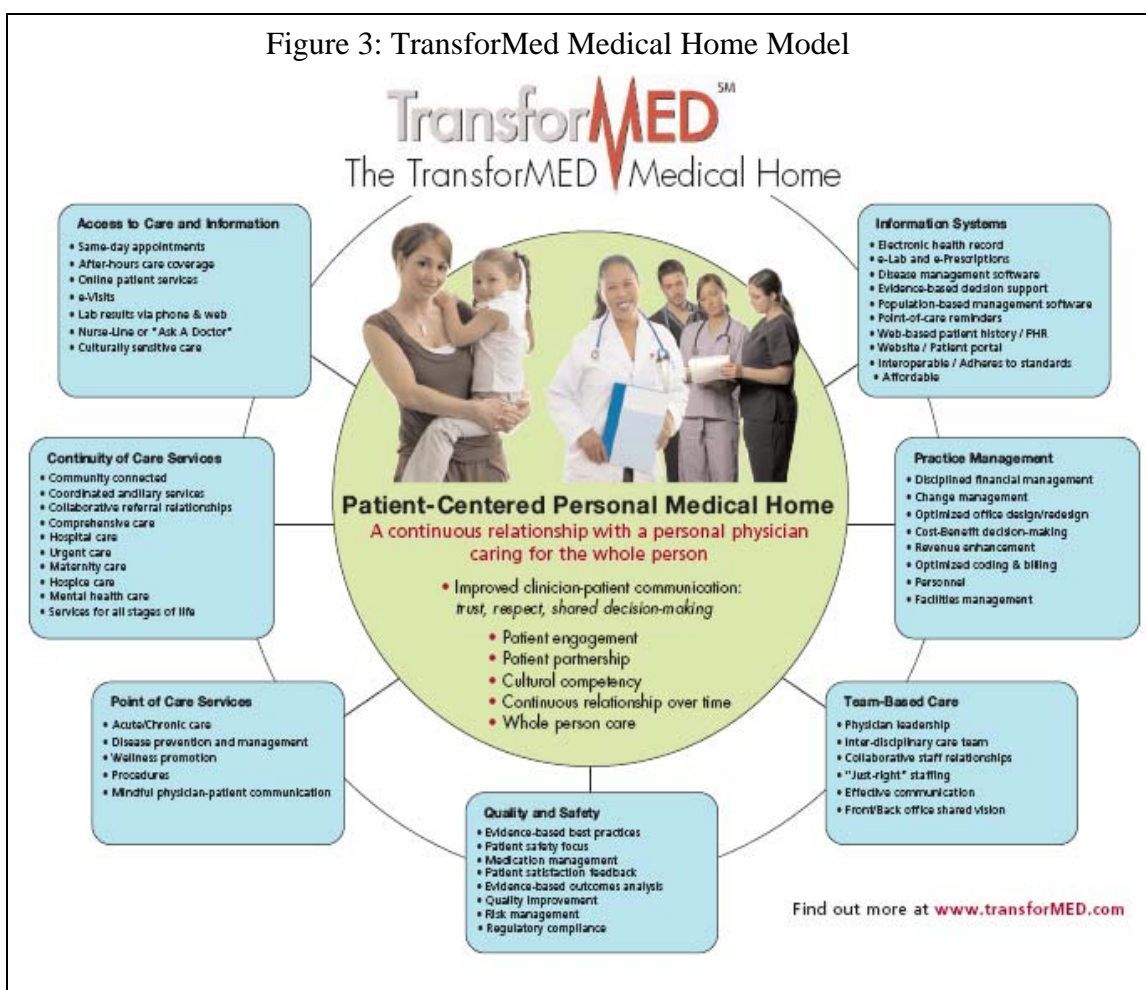 Figure 3: TransforMed Medical Home Model
TransforMED SM
The TransforMED Medical Home
Access to Care and Information
• Same-day appointments
• After-hours care coverage
• Online patient services
• e-Visits
• Lab results via phone & web
• Nurse-Line or "Ask A Doctor"
• Culturally sensitive care
Information Systems
• Electronic health record
• e-Lab and e-Prescriptions
• Disease management software
• Evidence-based decision support
• Population-based management software
• Point-of-care reminders
• Web-based patient history / PHR
• Website / Patient portal
• Interoperable / Adheres to standards
• Affordable
Continuity of Care Services
• Community connected
• Coordinated ancillary services
• Collaborative referral relationships
• Comprehensive care
• Hospital care
• Urgent care
• Maternity care
• Hospice care
• Mental health care
• Services for all stages of life
Patient-Centered Personal Medical Home
A continuous relationship with a personal physician
caring for the whole person
• Improved clinician-patient communication:
trust, respect, shared decision-making
• Patient engagement
• Patient partnership
• Cultural competency
• Continuous relationship over time
• Whole person care
Practice Management
• Disciplined financial management
• Change management
• Optimized office design/redesign
• Cost-Benefit decision-making
• Revenue enhancement
• Optimized coding & billing
• Personnel
• Facilities management
Point of Care Services
• Acute/Chronic care
• Disease prevention and management
• Wellness promotion
• Procedures
• Mindful physician-patient communication
Team-Based Care
• Physician leadership
• Inter-disciplinary care team
• Collaborative staff relationships
• "Just-right" staffing
• Effective communication
• Front/Back office shared vision
Quality and Safety
• Evidence-based best practices
• Patient safety focus
• Medication management
• Patient satisfaction feedback
• Evidence-based outcomes analysis
• Quality improvement
• Risk management
• Regulatory compliance
Find out more at www.transforMED.com